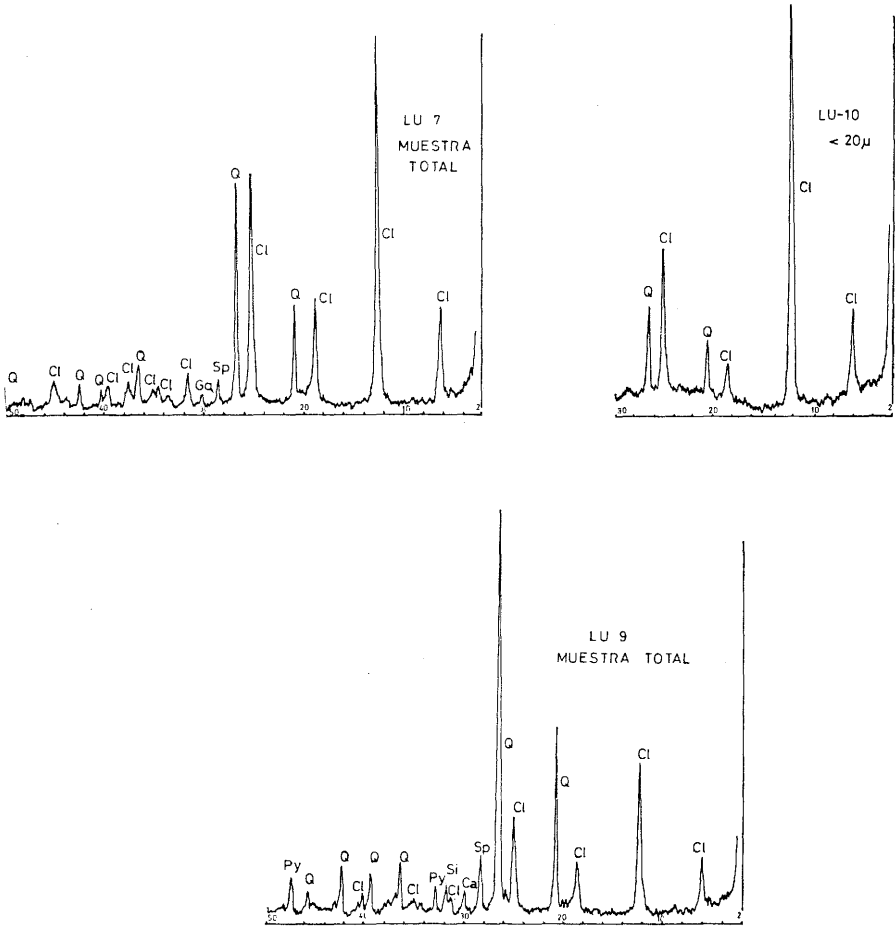 LU 7
MUESTRA
TOTAL
Q Cl Q Q Cl Cl Q Cl Cl Cl Ga Sp Q Cl Q Cl Cl Cl
50 40 30 20 10 2
LU-10
< 20µ
Q Cl Q Cl Cl Cl
30 20 10 2
LU 9
MUESTRA TOTAL
Py Q Q Cl Q Q Cl Py Si Cl Ca Sp Q Cl Q Cl Cl Cl
50 30 20 2